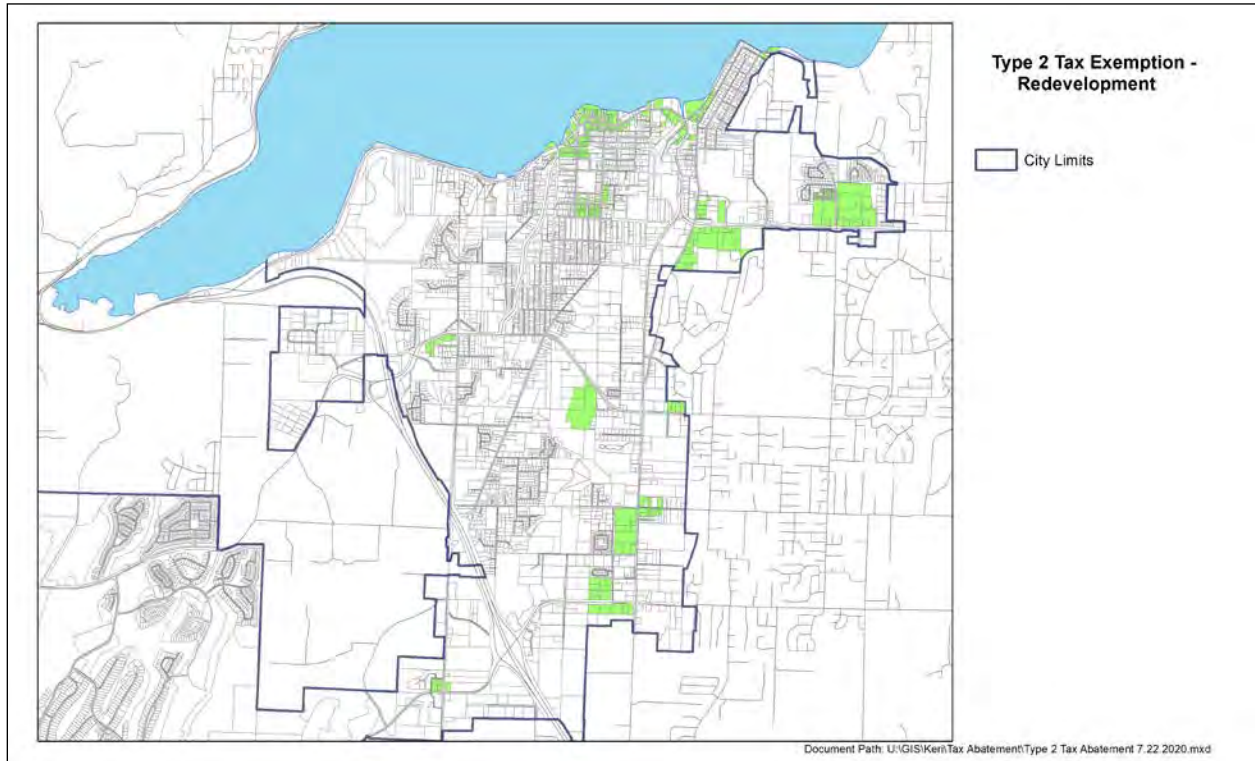 Type 2 Tax Exemption -
Redevelopment
City Limits
Document Path: U:\GIS\Keri\Tax Abatement\Type 2 Tax Abatement 7.22.2020.mxd